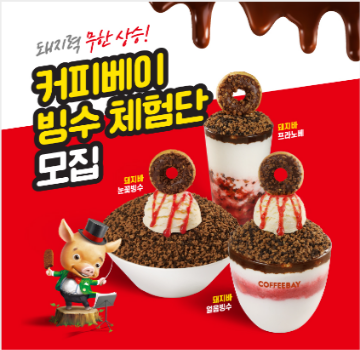 돼지력 무한 상승!
커피베이
빙수 체험단
모집
돼지바
프라노베
돼지바
눈꽃빙수
COFFEEBAY
돼지바
얼음빙수